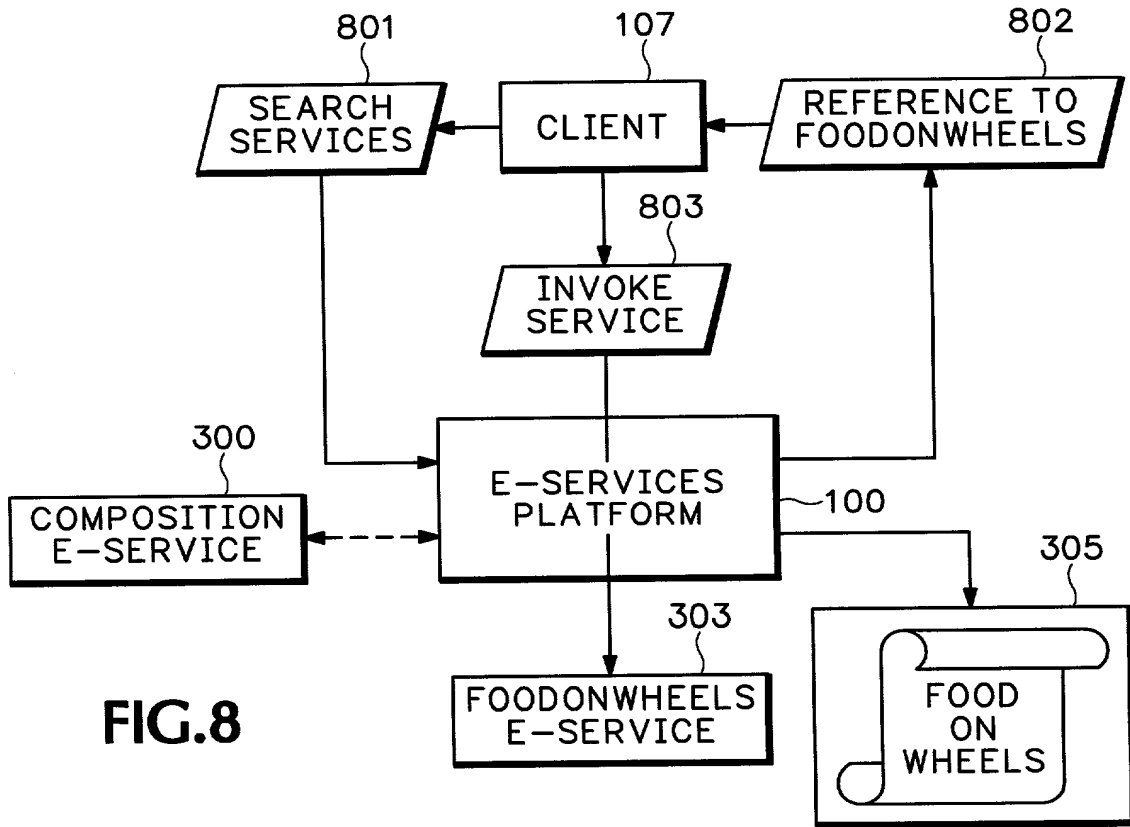 801
107
802
SEARCH
SERVICES
CLIENT
REFERENCE TO
FOODONWHEELS
803
INVOKE
SERVICE
300
COMPOSITION
E-SERVICE
E-SERVICES
PLATFORM
100
305
303
FOODONWHEELS
E-SERVICE
FOOD
ON
WHEELS
FIG.8